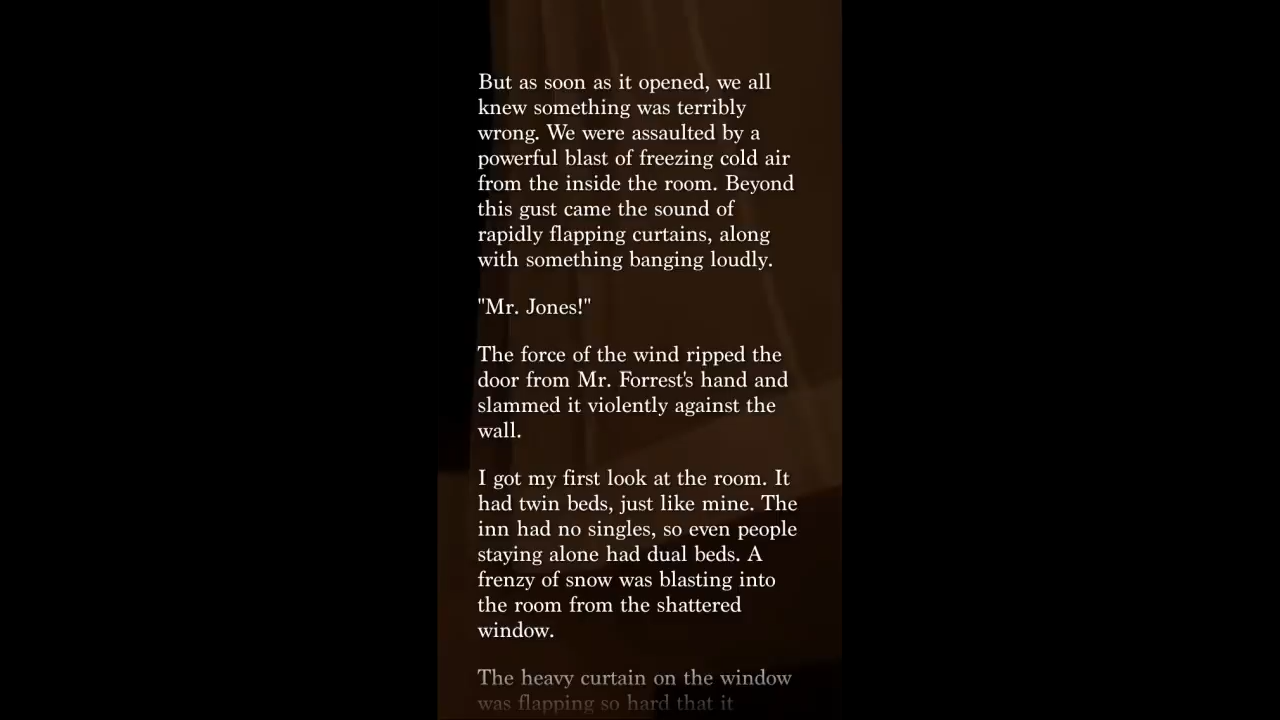 But as soon as it opened, we all
knew something was terribly
wrong. We were assaulted by a
powerful blast of freezing cold air
from the inside the room. Beyond
this gust came the sound of
rapidly flapping curtains, along
with something banging loudly.
"Mr. Jones!"
The force of the wind ripped the
door from Mr. Forrest's hand and
slammed it violently against the
wall.
I got my first look at the room. It
had twin beds, just like mine. The
inn had no singles, so even people
staying alone had dual beds. A
frenzy of snow was blasting into
the room from the shattered
window.
The heavy curtain on the window
was flapping so hard that it